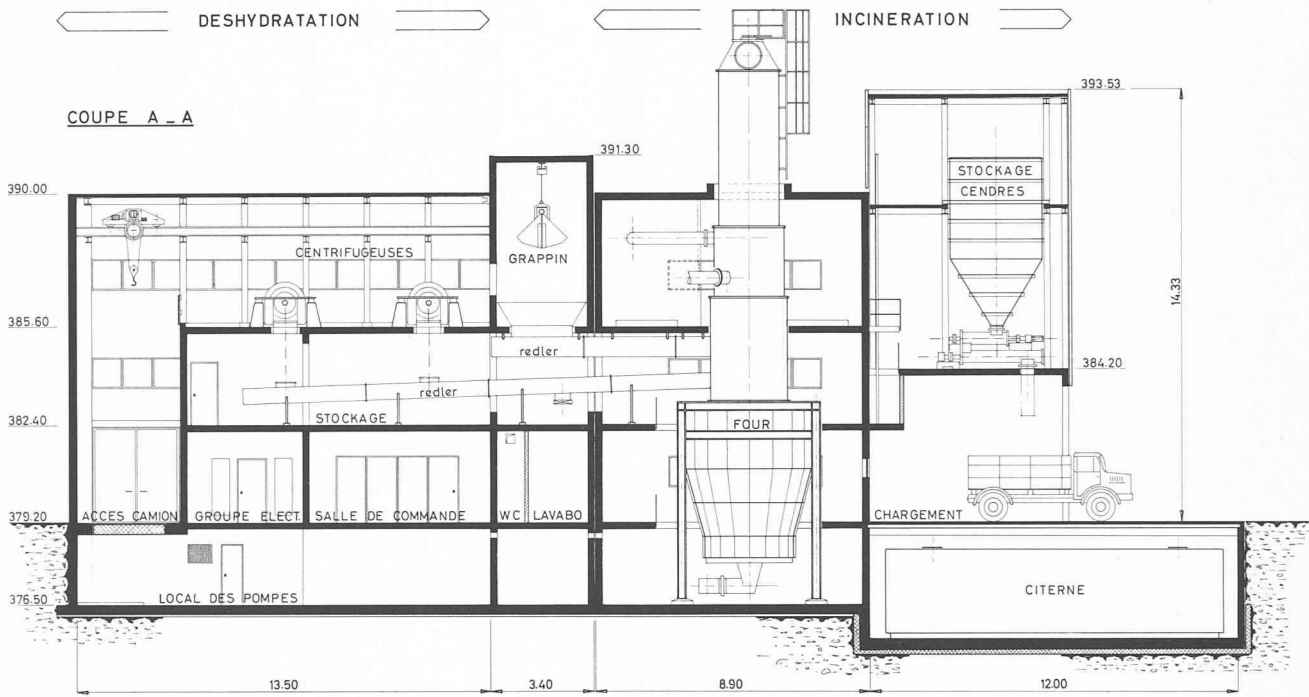 DESHYDRATATION
INCINERATION
COUPE A_A
393.53
391.30
390.00
STOCKAGE
CENDRES
CENTRIFUGEUSES
GRAPPIN
14.33
385.60
redler
384.20
redler
STOCKAGE
382.40
FOUR
379.20
ACCES CAMION
GROUPE ELECT.
SALLE DE COMMANDE
WC
LAVABO
CHARGEMENT
LOCAL DES POMPES
CITERNE
376.50
13.50
3.40
8.90
12.00